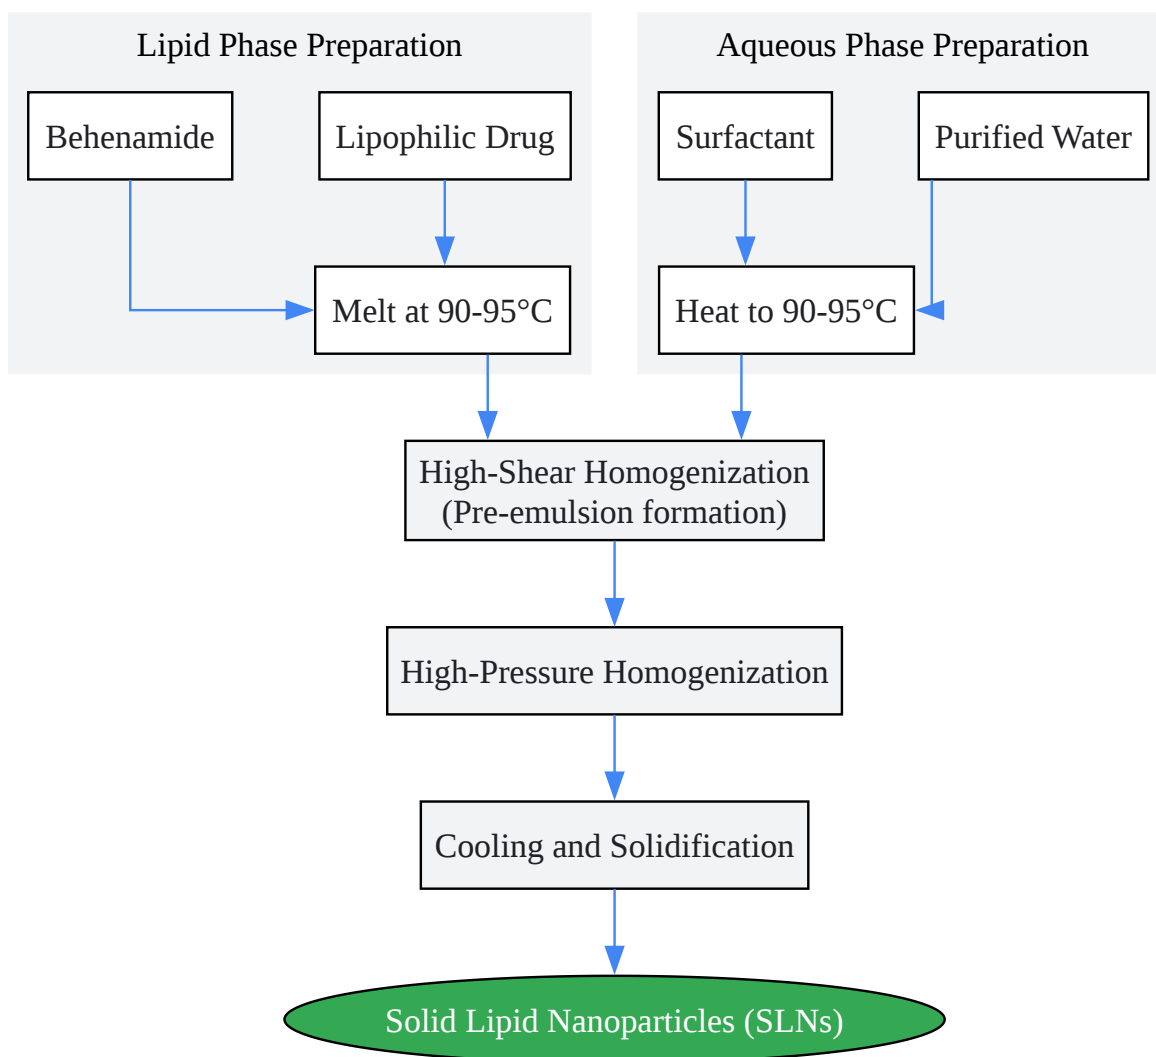 Lipid Phase Preparation
Behenamide
Lipophilic Drug
Melt at 90-95°C
Aqueous Phase Preparation
Surfactant
Purified Water
Heat to 90-95°C
High-Shear Homogenization
(Pre-emulsion formation)
High-Pressure Homogenization
Cooling and Solidification
Solid Lipid Nanoparticles (SLNs)